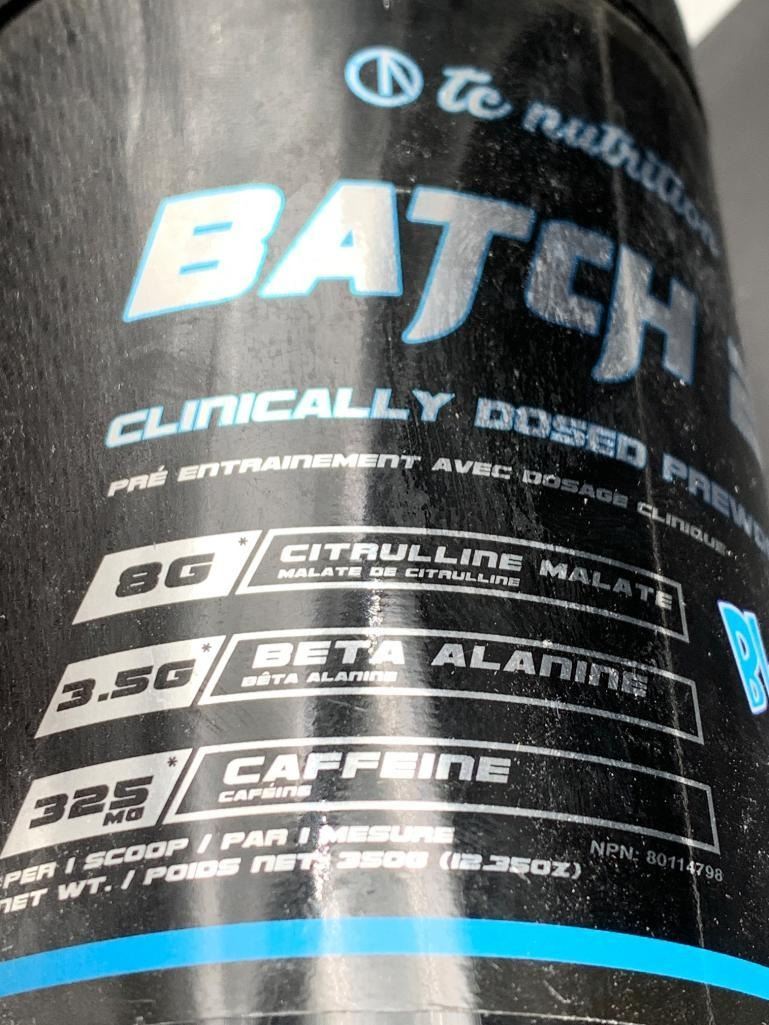 tc nutrition
BATCH
CLINICALLY DOSED
PRÉ ENTRAINEMENT AVEC DOSAGE CLINIQUE
8G* CITRULLINE MALATE
MALATE DE CITRULLINE
3.5G* BETA ALANINE
BÊTA ALANINE
325 MG* CAFFEINE
CAFÉINE
PER 1 SCOOP / PAR 1 MESURE
NET WT. / POIDS NET: 350G (12.35OZ)
NPN: 80114798